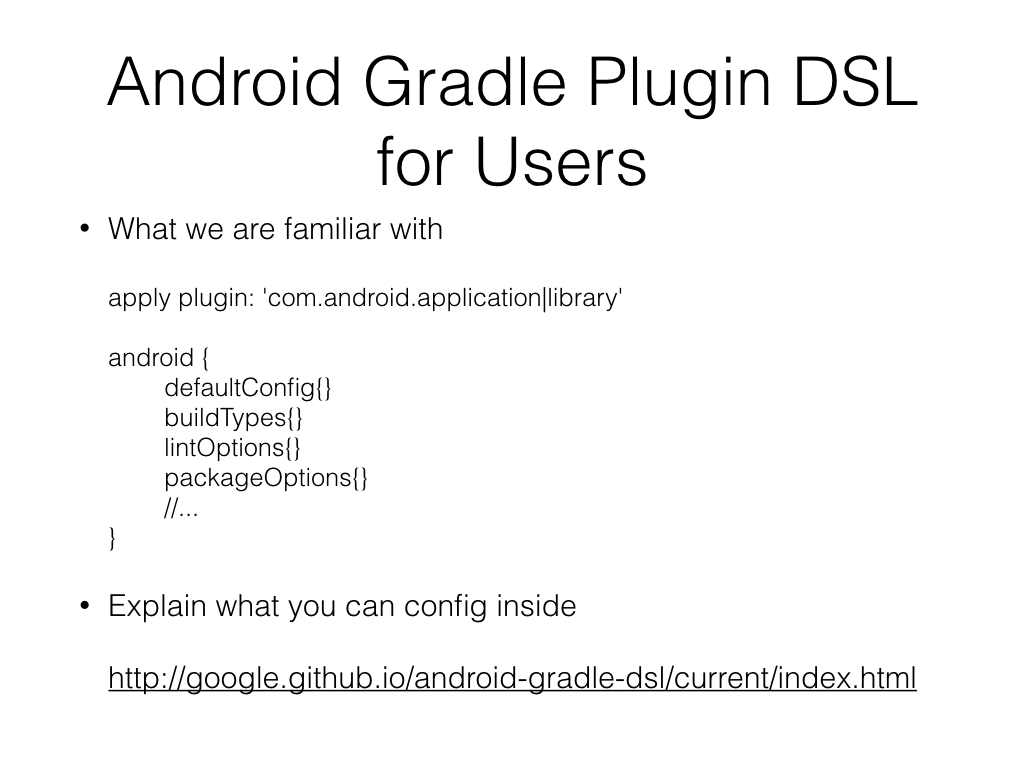 Android Gradle Plugin DSL
for Users
• What we are familiar with
apply plugin: 'com.android.application|library'
android {
defaultConfig{}
buildTypes{}
lintOptions{}
packageOptions{}
//...
}
• Explain what you can config inside
http://google.github.io/android-gradle-dsl/current/index.html